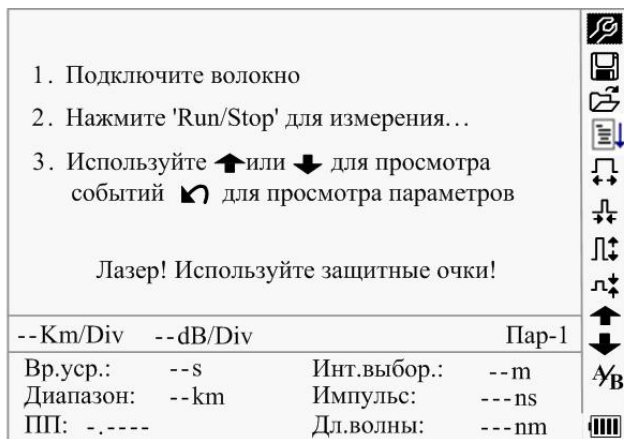 1. Подключите волокно
2. Нажмите 'Run/Stop' для измерения...
3. Используйте или для просмотра
событий для просмотра параметров
Лазер! Используйте защитные очки!
--Km/Div --dB/Div Пар-1
Вр.уср.: --s Инт.выбор.: --m
Диапазон: --km Импульс: ---ns
ПП: -.---- Дл.волны: ---nm
A/B